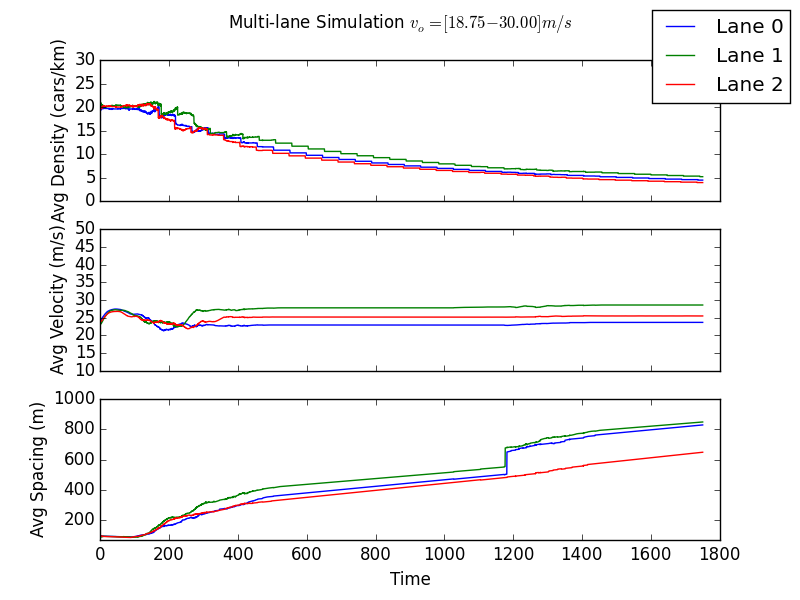 Multi-lane Simulation v_o =[18.75−30.00]m/s
Lane 0
Lane 1
Lane 2
Avg Density (cars/km)
30
25
20
15
10
5
0
Avg Velocity (m/s)
50
45
40
35
30
25
20
15
10
Avg Spacing (m)
1000
800
600
400
200
0 200 400 600 800 1000 1200 1400 1600 1800
Time